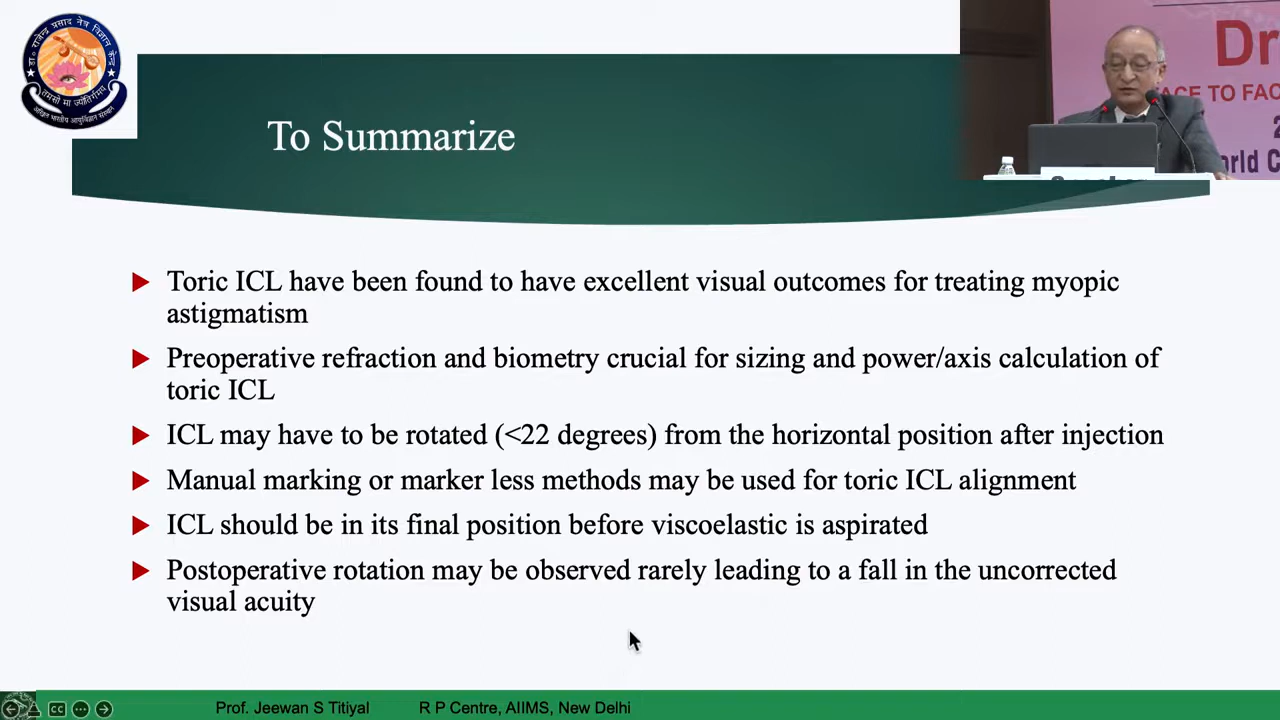 To Summarize
Dr
FACE TO FAC
2
orld C
Toric ICL have been found to have excellent visual outcomes for treating myopic
astigmatism
Preoperative refraction and biometry crucial for sizing and power/axis calculation of
toric ICL
ICL may have to be rotated (<22 degrees) from the horizontal position after injection
Manual marking or marker less methods may be used for toric ICL alignment
ICL should be in its final position before viscoelastic is aspirated
Postoperative rotation may be observed rarely leading to a fall in the uncorrected
visual acuity
CC
Prof. Jeewan S Titiyal R P Centre, AIIMS, New Delhi